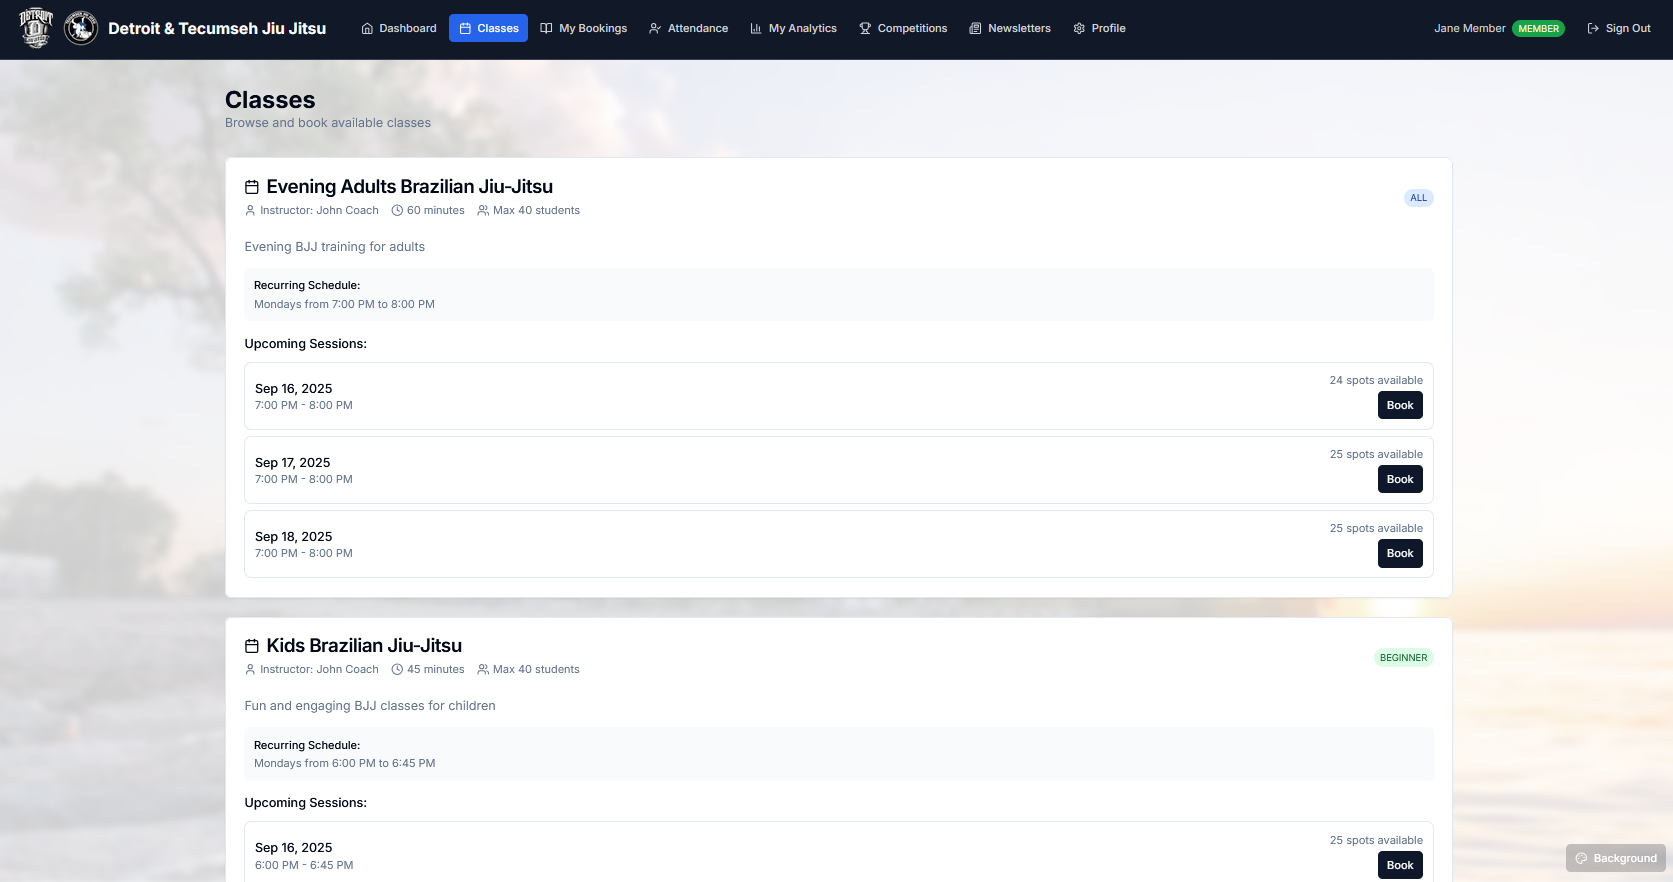 Detroit & Tecumseh Jiu Jitsu
Dashboard
Classes
My Bookings
Attendance
My Analytics
Competitions
Newsletters
Profile
Jane Member MEMBER
Sign Out
Classes
Browse and book available classes
Evening Adults Brazilian Jiu-Jitsu
Instructor: John Coach 60 minutes Max 40 students
ALL
Evening BJJ training for adults
Recurring Schedule:
Mondays from 7:00 PM to 8:00 PM
Upcoming Sessions:
Sep 16, 2025
7:00 PM - 8:00 PM
24 spots available
Book
Sep 17, 2025
7:00 PM - 8:00 PM
25 spots available
Book
Sep 18, 2025
7:00 PM - 8:00 PM
25 spots available
Book
Kids Brazilian Jiu-Jitsu
Instructor: John Coach 45 minutes Max 40 students
BEGINNER
Fun and engaging BJJ classes for children
Recurring Schedule:
Mondays from 6:00 PM to 6:45 PM
Upcoming Sessions:
Sep 16, 2025
6:00 PM - 6:45 PM
25 spots available
Book
Background